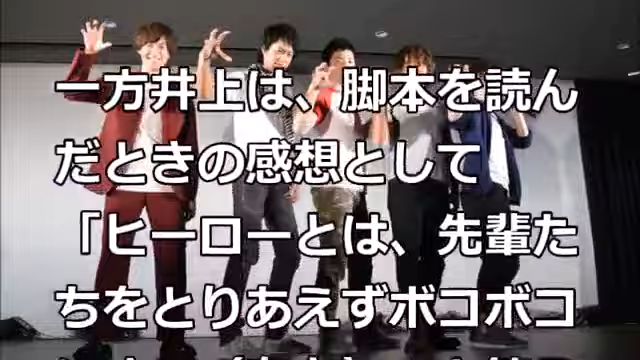 一方井上は、脚本を読ん
だときの感想として
「ヒーローとは、先輩た
ちをとりあえずボコボコ